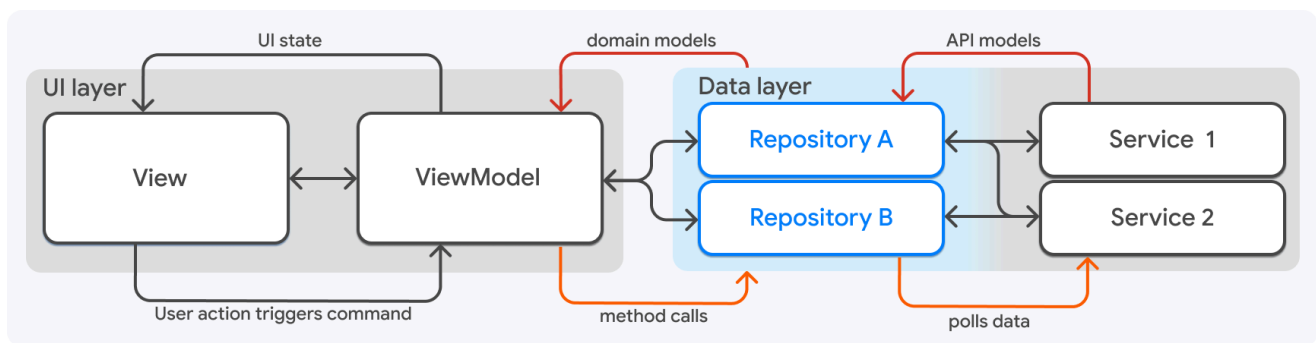 UI state
domain models
API models
UI layer
Data layer
View
ViewModel
Repository A
Service 1
Repository B
Service 2
User action triggers command
method calls
polls data